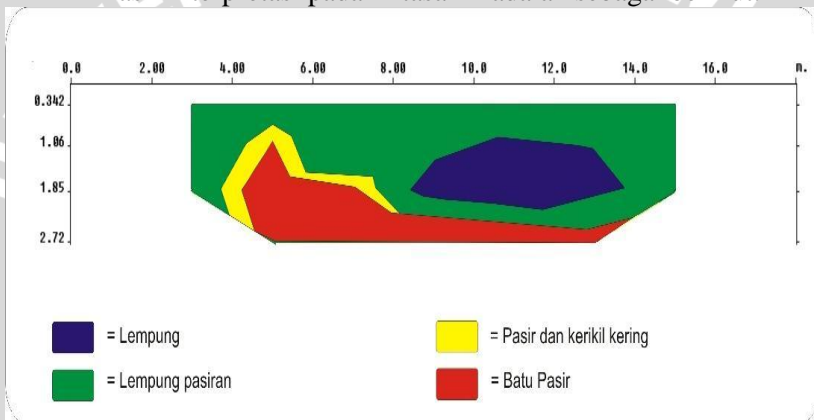 0.0 2.00 4.00 6.00 8.00 10.0 12.0 14.0 16.0 m.
0.342
1.06
1.85
2.72
= Lempung
= Pasir dan kerikil kering
= Lempung pasiran
= Batu Pasir